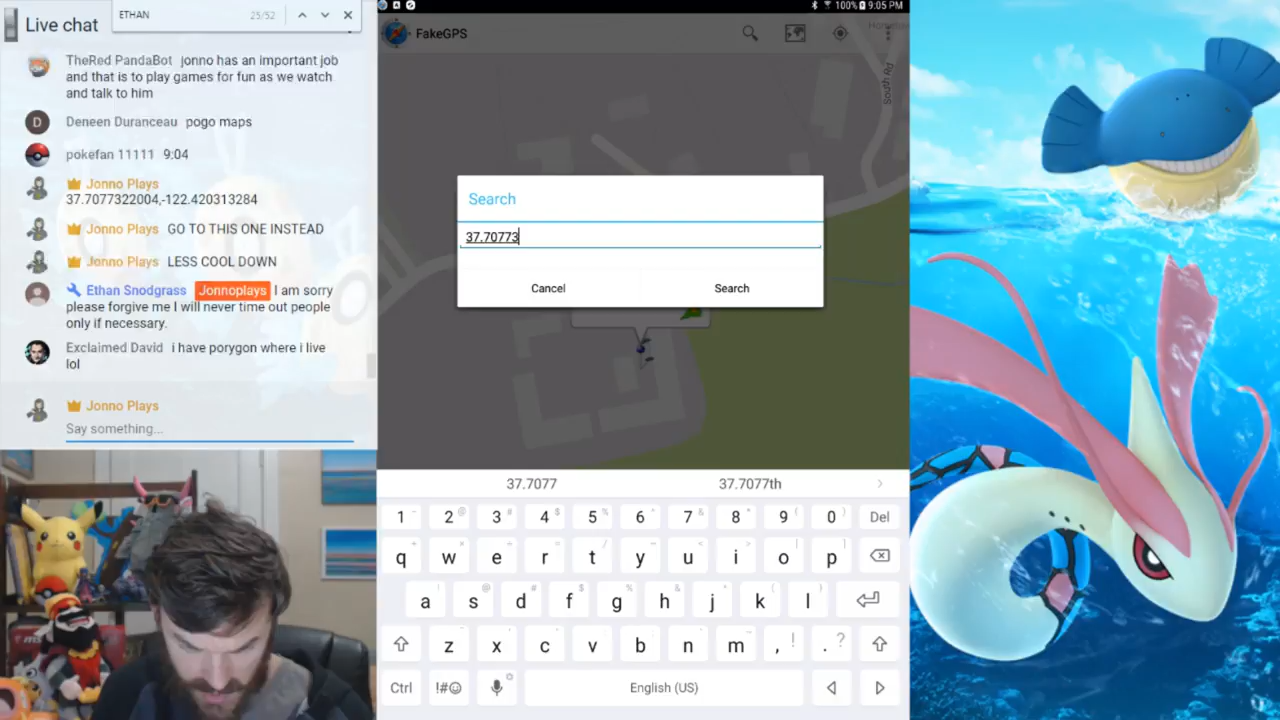 Live chat
ETHAN 25/52
TheRed PandaBot jonno has an important job
and that is to play games for fun as we watch
and talk to him
D Deneen Duranceau pogo maps
pokefan 11111 9:04
Jonno Plays
37.7077322004,-122.420313284
Jonno Plays GO TO THIS ONE INSTEAD
Jonno Plays LESS COOL DOWN
Ethan Snodgrass Jonnoplays I am sorry
please forgive me I will never time out people
only if necessary.
Exclaimed David i have porygon where i live
lol
Jonno Plays
Say something...
100% 9:05 PM
FakeGPS
South Rd
Search
37.70773
Cancel Search
37.7077 37.7077th
1 2 3 4 5 6 7 8 9 0 Del
q w e r t y u i o p
a s d f g h j k l
z x c v b n m , ! . ?
Ctrl !#☺ English (US)